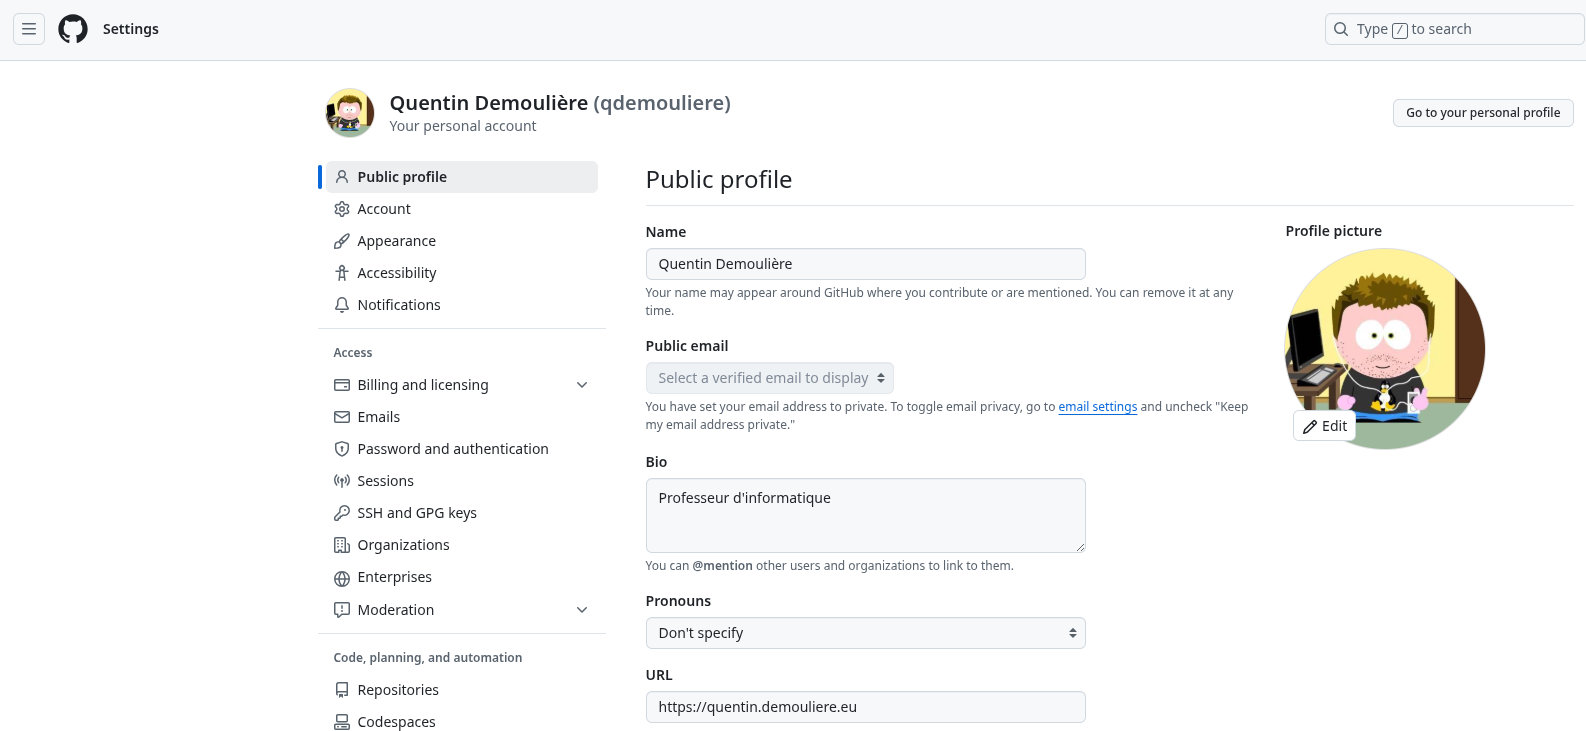 Settings
Type / to search
Quentin Demoulière (qdemouliere)
Your personal account
Go to your personal profile
Public profile
Account
Appearance
Accessibility
Notifications
Access
Billing and licensing
Emails
Password and authentication
Sessions
SSH and GPG keys
Organizations
Enterprises
Moderation
Code, planning, and automation
Repositories
Codespaces
Public profile
Name
Quentin Demoulière
Your name may appear around GitHub where you contribute or are mentioned. You can remove it at any
time.
Public email
Select a verified email to display
You have set your email address to private. To toggle email privacy, go to email settings and uncheck "Keep
my email address private."
Bio
Professeur d'informatique
You can @mention other users and organizations to link to them.
Pronouns
Don't specify
URL
https://quentin.demouliere.eu
Profile picture
Edit